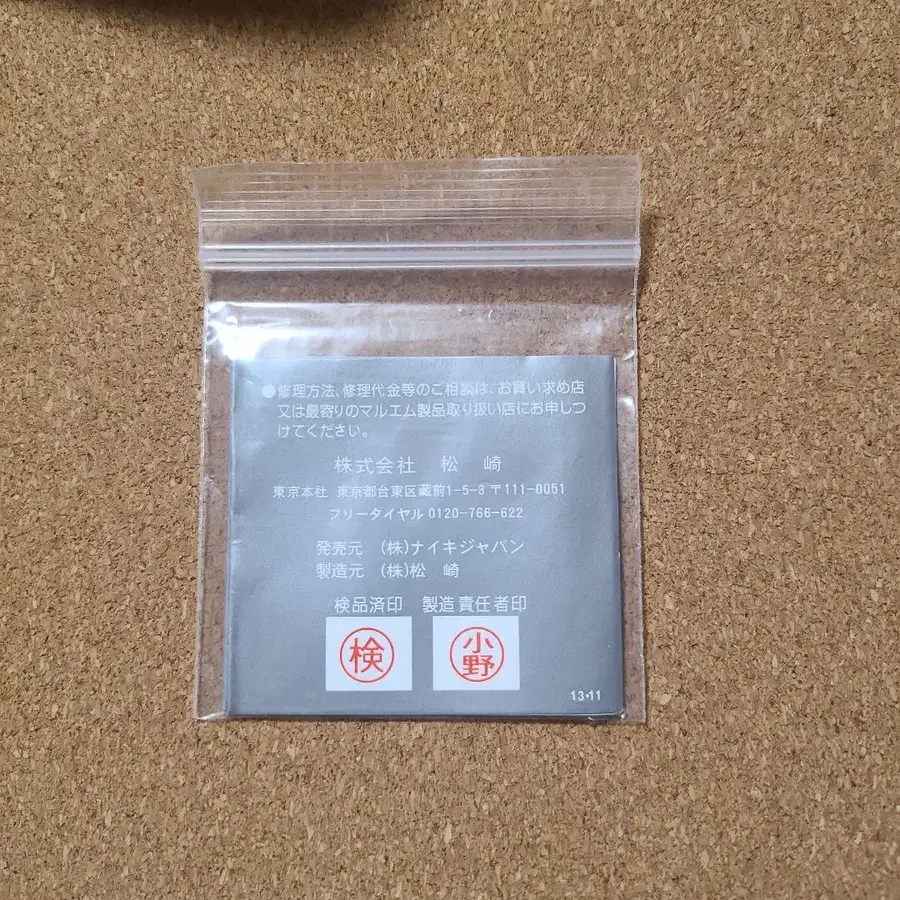 ●修理方法、修理代金等のご相談は、お買い求め店
又は最寄りのマルエム製品取り扱い店にお申しつ
けてください。
株式会社 松 崎
東京本社 東京都台東区蔵前1-5-3 〒111-0051
フリーダイヤル 0120-766-622
発売元 (株)ナイキジャパン
製造元 (株)松 崎
検品済印 製造責任者印
検 小野
13・11